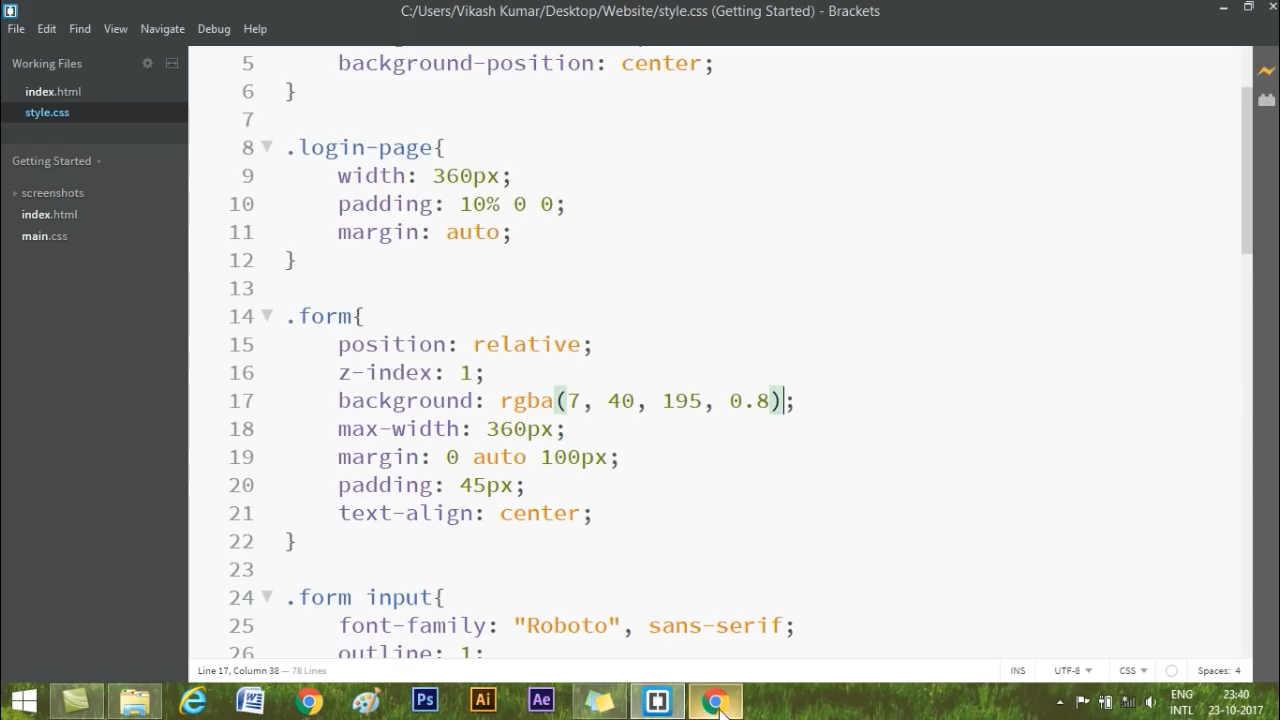 C:/Users/Vikash Kumar/Desktop/Website/style.css (Getting Started) - Brackets
File Edit Find View Navigate Debug Help
Working Files
index.html
style.css
Getting Started
screenshots
index.html
main.css
5 background-position: center;
6 }
7
8 .login-page{
9 width: 360px;
10 padding: 10% 0 0;
11 margin: auto;
12 }
13
14 .form{
15 position: relative;
16 z-index: 1;
17 background: rgba(7, 40, 195, 0.8);
18 max-width: 360px;
19 margin: 0 auto 100px;
20 padding: 45px;
21 text-align: center;
22 }
23
24 .form input{
25 font-family: "Roboto", sans-serif;
26 outline: 1;
Line 17, Column 38 — 78 Lines
INS UTF-8 CSS Spaces: 4
Ps Ai Ae
ENG 23:40
INTL 23-10-2017